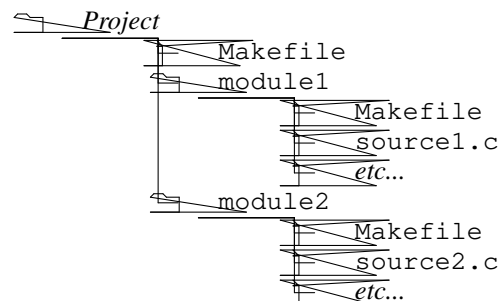 Project
Makefile
module1
Makefile
source1.c
etc...
module2
Makefile
source2.c
etc...